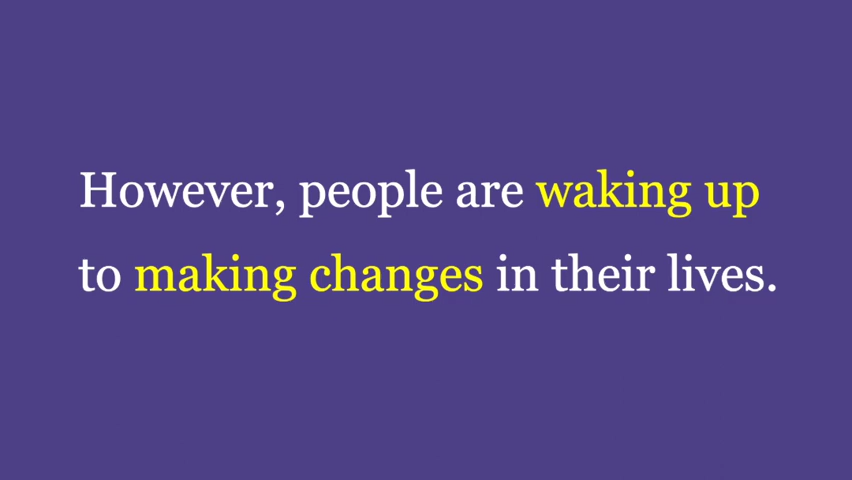 However, people are waking up
to making changes in their lives.